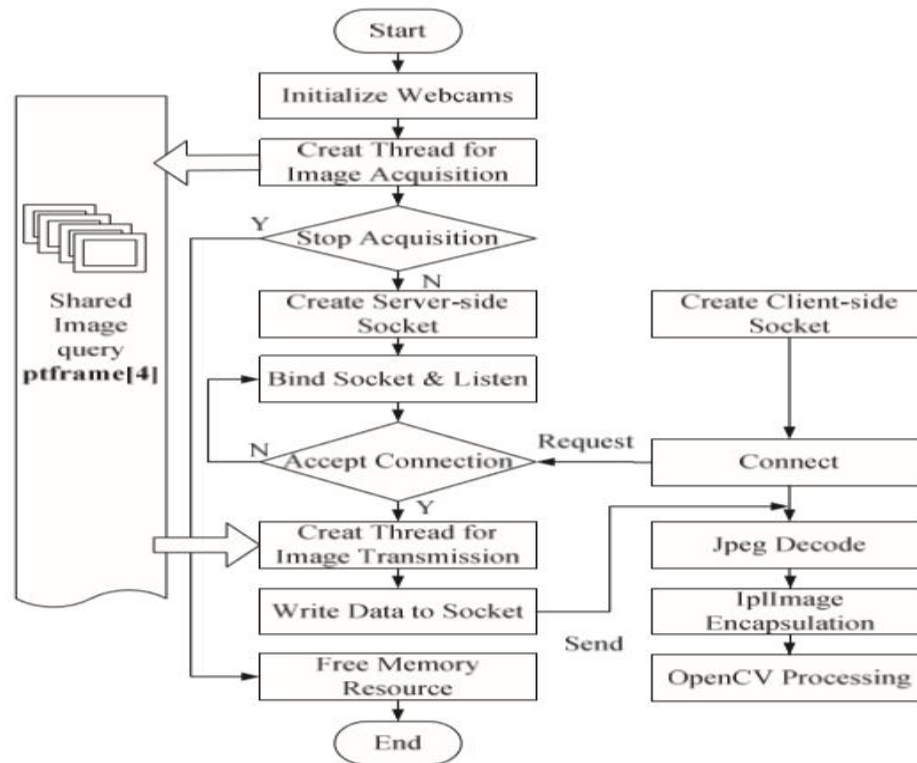 Start
Initialize Webcams
Creat Thread for
Image Acquisition
Y
Stop Acquisition
N
Shared
Image
query
ptframe[4]
Create Server-side
Socket
Create Client-side
Socket
Bind Socket & Listen
N
Accept Connection
Request
Connect
Y
Creat Thread for
Image Transmission
Jpeg Decode
Write Data to Socket
IplImage
Encapsulation
Send
Free Memory
Resource
OpenCV Processing
End